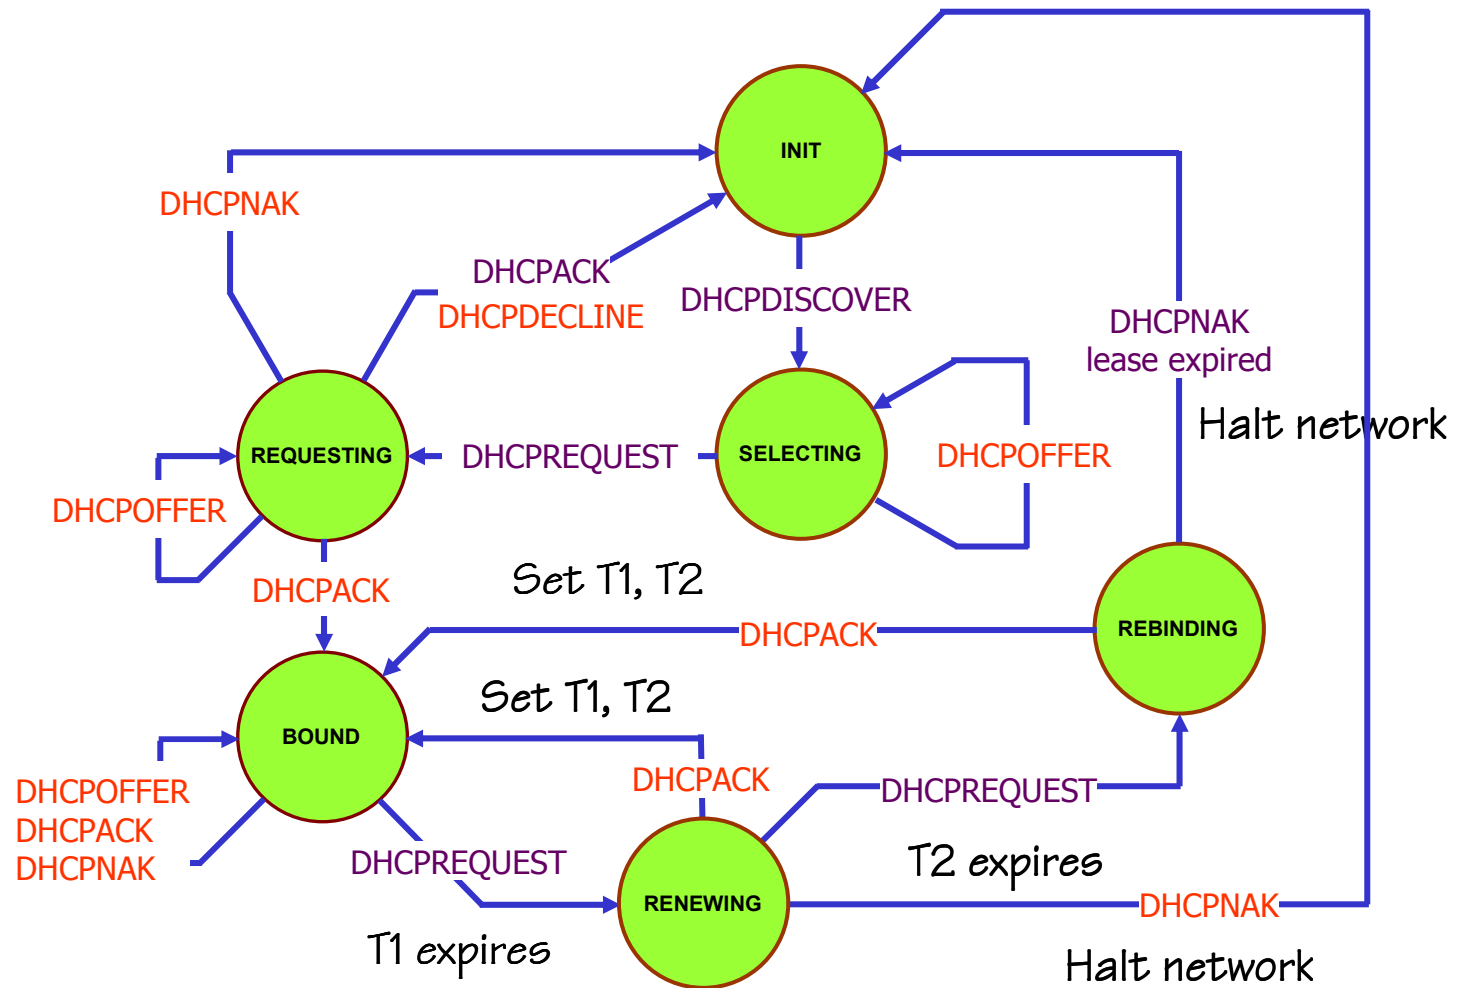 INIT
DHCPNAK
DHCPACK
DHCPDECLINE
DHCPDISCOVER
DHCPNAK
lease expired
Halt network
REQUESTING
DHCPREQUEST
SELECTING
DHCPOFFER
DHCPOFFER
DHCPACK
Set T1, T2
DHCPACK
REBINDING
Set T1, T2
BOUND
DHCPACK
DHCPREQUEST
DHCPOFFER
DHCPACK
DHCPNAK
DHCPREQUEST
T2 expires
RENEWING
DHCPNAK
T1 expires
Halt network